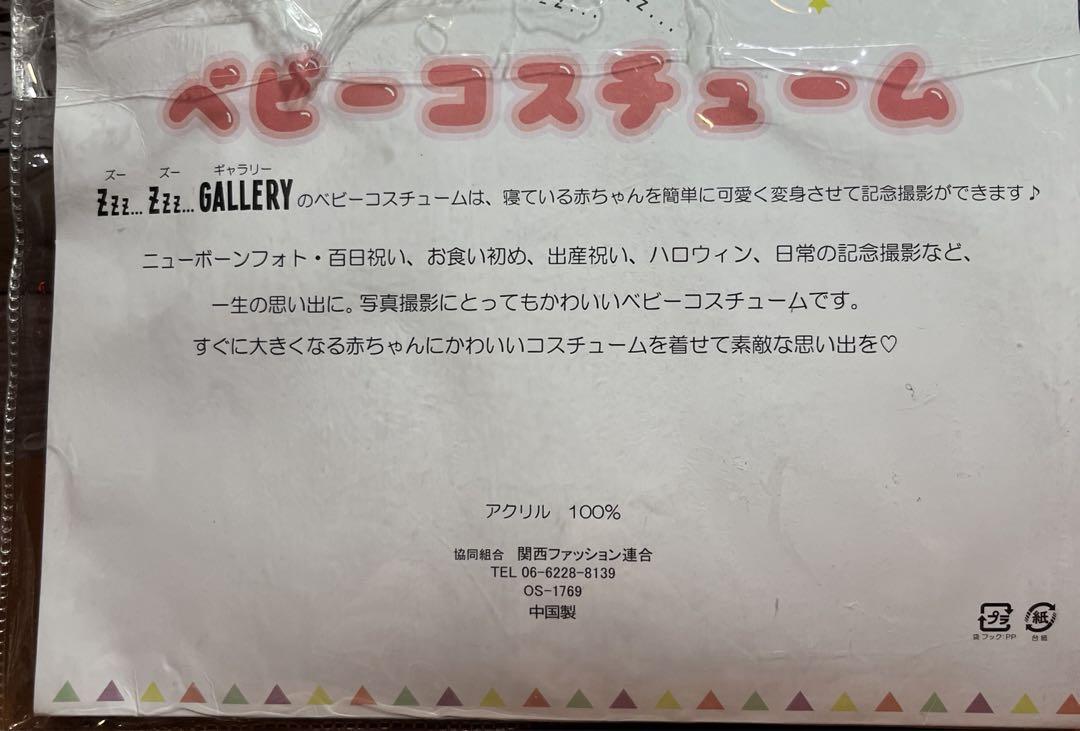 z... z...
ベビーコスチューム
ズー ズー ギャラリー
Zzz... Zzz... GALLERYのベビーコスチュームは、寝ている赤ちゃんを簡単に可愛く変身させて記念撮影ができます♪
ニューボーンフォト・百日祝い、お食い初め、出産祝い、ハロウィン、日常の記念撮影など、
一生の思い出に。写真撮影にとってもかわいいベビーコスチュームです。
すぐに大きくなる赤ちゃんにかわいいコスチュームを着せて素敵な思い出を♡
アクリル 100%
協同組合 関西ファッション連合
TEL 06-6228-8139
OS-1769
中国製
プラ 紙
袋 フック:PP 台紙